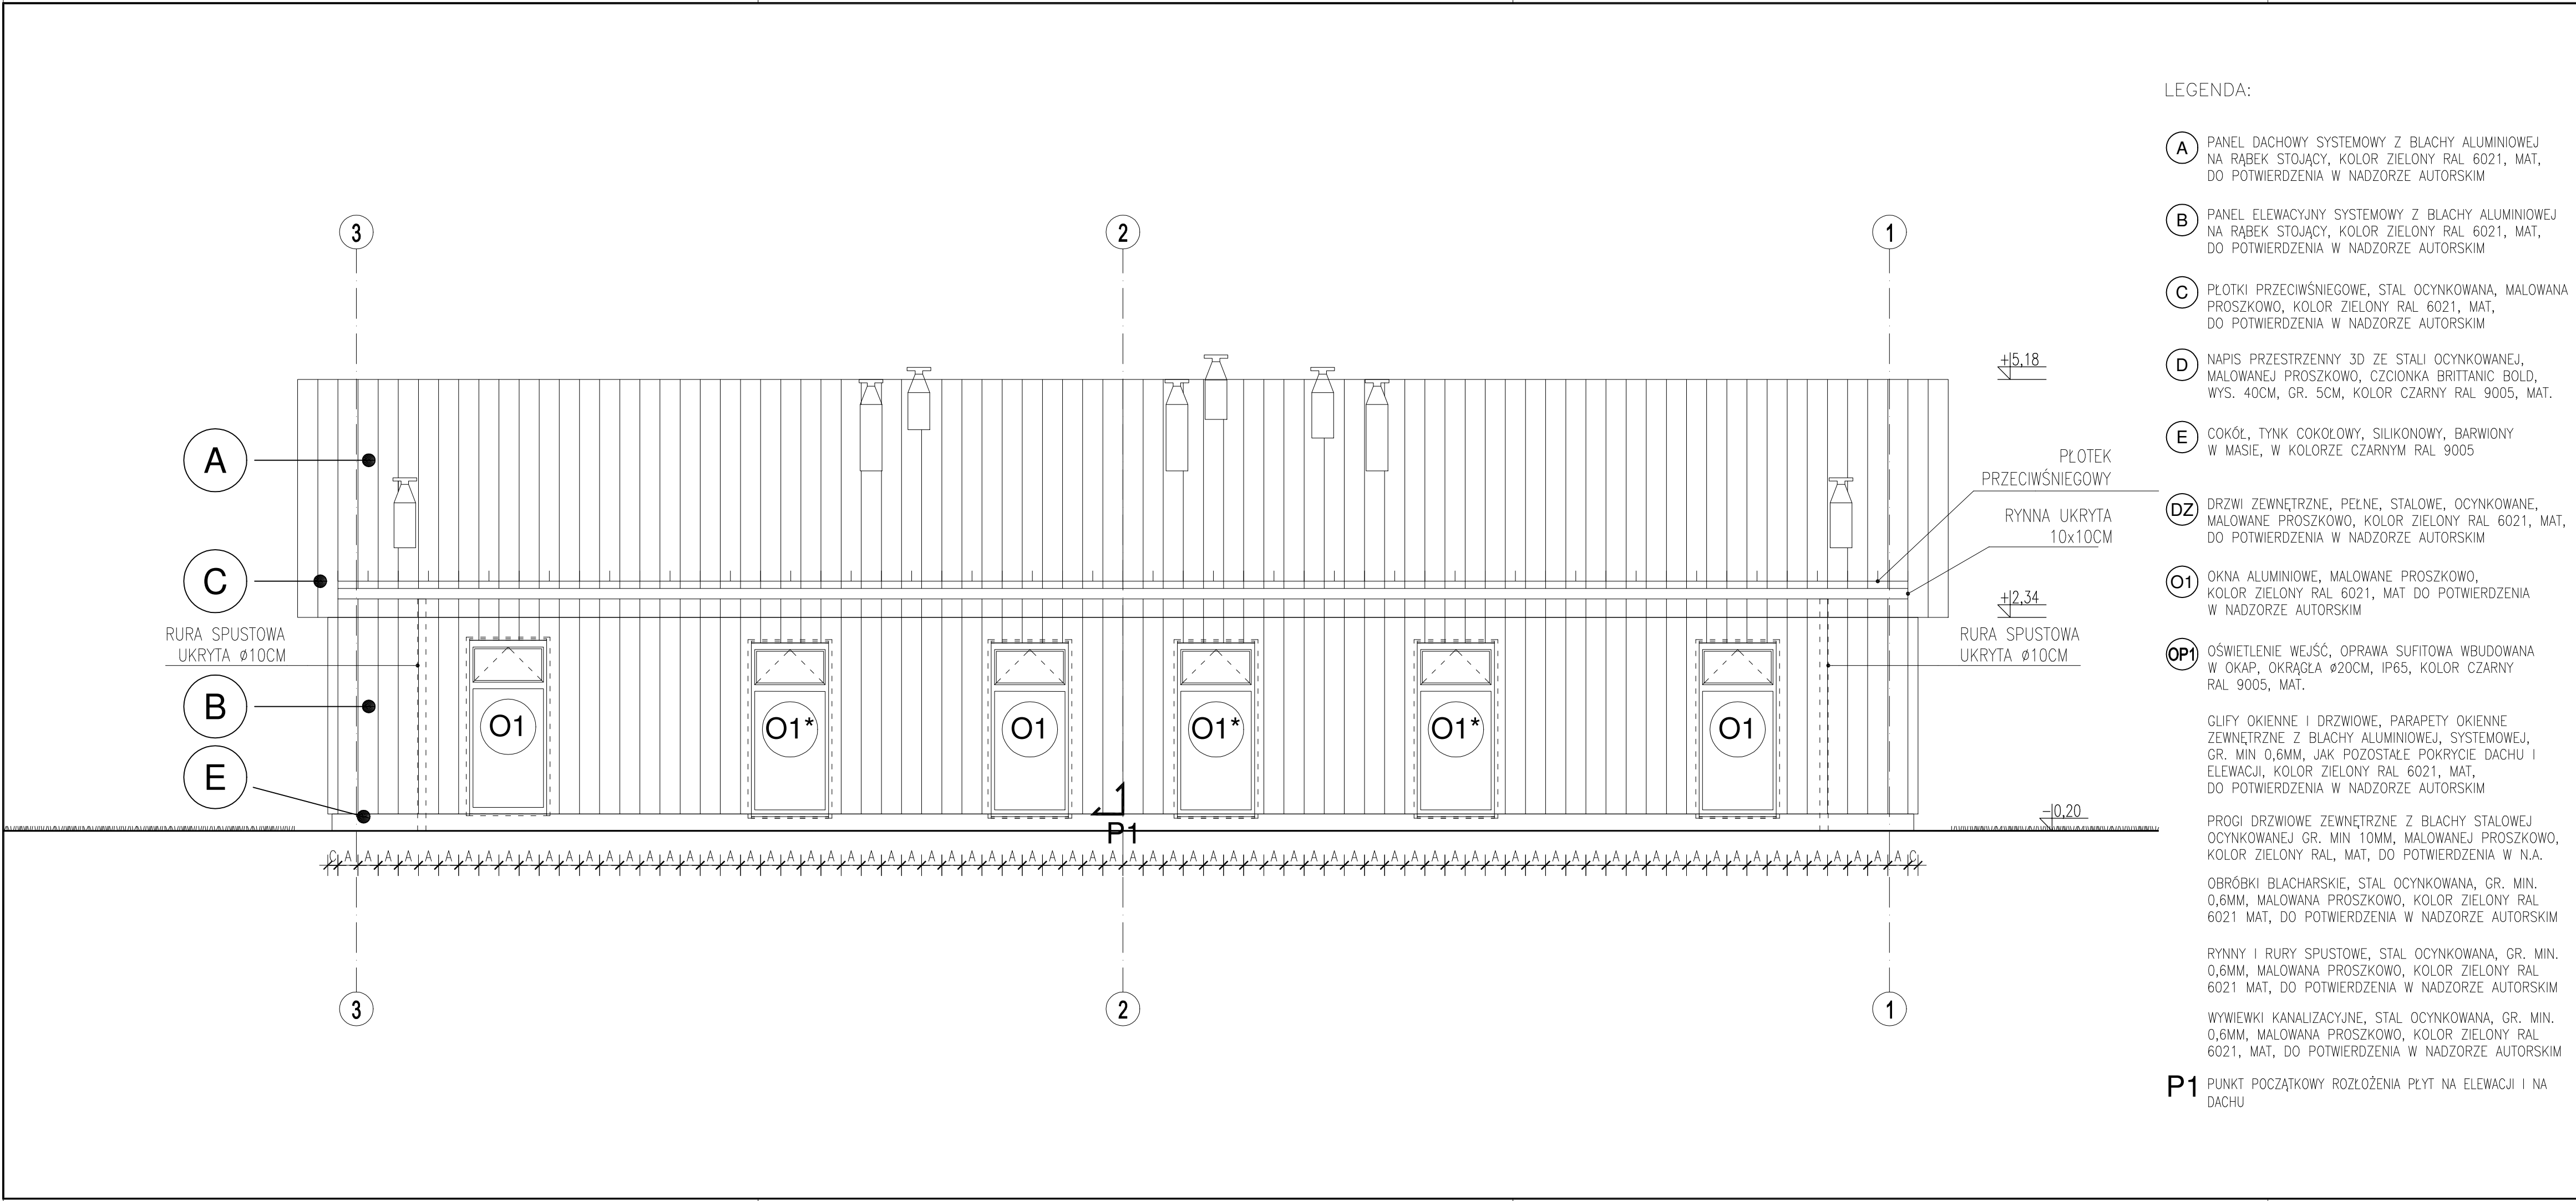 LEGENDA:
A
PANEL DACHOWY SYSTEMOWY Z BLACHY ALUMINIOWEJ
NA RĄBEK STOJĄCY, KOLOR ZIELONY RAL 6021, MAT,
DO POTWIERDZENIA W NADZORZE AUTORSKIM
B
PANEL ELEWACYJNY SYSTEMOWY Z BLACHY ALUMINIOWEJ
NA RĄBEK STOJĄCY, KOLOR ZIELONY RAL 6021, MAT,
DO POTWIERDZENIA W NADZORZE AUTORSKIM
C
PŁOTKI PRZECIWŚNIEGOWE, STAL OCYNKOWANA, MALOWANA
PROSZKOWO, KOLOR ZIELONY RAL 6021, MAT,
DO POTWIERDZENIA W NADZORZE AUTORSKIM
D
NAPIS PRZESTRZENNY 3D ZE STALI OCYNKOWANEJ,
MALOWANEJ PROSZKOWO, CZCIONKA BRITTANIC BOLD,
WYS. 40CM, GR. 5CM, KOLOR CZARNY RAL 9005, MAT.
E
COKÓŁ, TYNK COKOŁOWY, SILIKONOWY, BARWIONY
W MASIE, W KOLORZE CZARNYM RAL 9005
DZ
DRZWI ZEWNĘTRZNE, PEŁNE, STALOWE, OCYNKOWANE,
MALOWANE PROSZKOWO, KOLOR ZIELONY RAL 6021, MAT,
DO POTWIERDZENIA W NADZORZE AUTORSKIM
O1
OKNA ALUMINIOWE, MALOWANE PROSZKOWO,
KOLOR ZIELONY RAL 6021, MAT DO POTWIERDZENIA
W NADZORZE AUTORSKIM
OP1
OŚWIETLENIE WEJŚĆ, OPRAWA SUFITOWA WBUDOWANA
W OKAP, OKRĄGŁA ø20CM, IP65, KOLOR CZARNY
RAL 9005, MAT.
GLIFY OKIENNE I DRZWIOWE, PARAPETY OKIENNE
ZEWNĘTRZNE Z BLACHY ALUMINIOWEJ, SYSTEMOWEJ,
GR. MIN 0,6MM, JAK POZOSTAŁE POKRYCIE DACHU I
ELEWACJI, KOLOR ZIELONY RAL 6021, MAT,
DO POTWIERDZENIA W NADZORZE AUTORSKIM
PROGI DRZWIOWE ZEWNĘTRZNE Z BLACHY STALOWEJ
OCYNKOWANEJ GR. MIN 10MM, MALOWANEJ PROSZKOWO,
KOLOR ZIELONY RAL, MAT, DO POTWIERDZENIA W N.A.
OBRÓBKI BLACHARSKIE, STAL OCYNKOWANA, GR. MIN.
0,6MM, MALOWANA PROSZKOWO, KOLOR ZIELONY RAL
6021 MAT, DO POTWIERDZENIA W NADZORZE AUTORSKIM
RYNNY I RURY SPUSTOWE, STAL OCYNKOWANA, GR. MIN.
0,6MM, MALOWANA PROSZKOWO, KOLOR ZIELONY RAL
6021 MAT, DO POTWIERDZENIA W NADZORZE AUTORSKIM
WYWIEWKI KANALIZACYJNE, STAL OCYNKOWANA, GR. MIN.
0,6MM, MALOWANA PROSZKOWO, KOLOR ZIELONY RAL
6021, MAT, DO POTWIERDZENIA W NADZORZE AUTORSKIM
P1
PUNKT POCZĄTKOWY ROZŁOŻENIA PŁYT NA ELEWACJI I NA
DACHU
3 2 1
+5,18
A
PŁOTEK
PRZECIWŚNIEGOWY
RYNNA UKRYTA
10x10CM
C
+2,34
RURA SPUSTOWA
UKRYTA ø10CM
RURA SPUSTOWA
UKRYTA ø10CM
B
O1 O1* O1 O1* O1* O1
E
P1
-0,20
C A A A A A A A A A A A A A A A A A A A A A A A A A A A A A A A A A A A A A A A A A A A A A A A A A A A A A A A A A A A A A A A A A A A A A A A A A A A A A A C
3 2 1